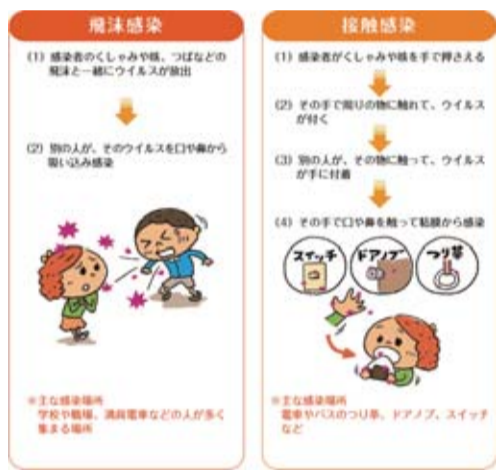 飛沫感染
(1) 感染者のくしゃみや咳、つばなどの
飛沫と一緒にウイルスが放出
(2) 別の人が、そのウイルスを口や鼻から
吸い込み感染
※主な感染場所
学校や職場、満員電車などの人が多く
集まる場所
接触感染
(1) 感染者がくしゃみや咳を手で押さえる
(2) その手で周りの物に触れて、ウイルス
が付く
(3) 別の人が、その物に触って、ウイルス
が手に付着
(4) その手で口や鼻を触って粘膜から感染
スイッチ
ドアノブ
つり革
※主な感染場所
電車やバスのつり革、ドアノブ、スイッチ
など